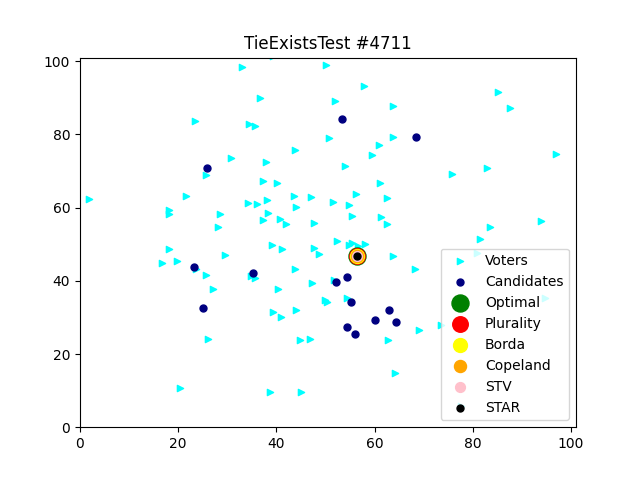 TieExistsTest #4711
100
80
60
40
20
0
0 20 40 60 80 100
Voters
Candidates
Optimal
Plurality
Borda
Copeland
STV
STAR